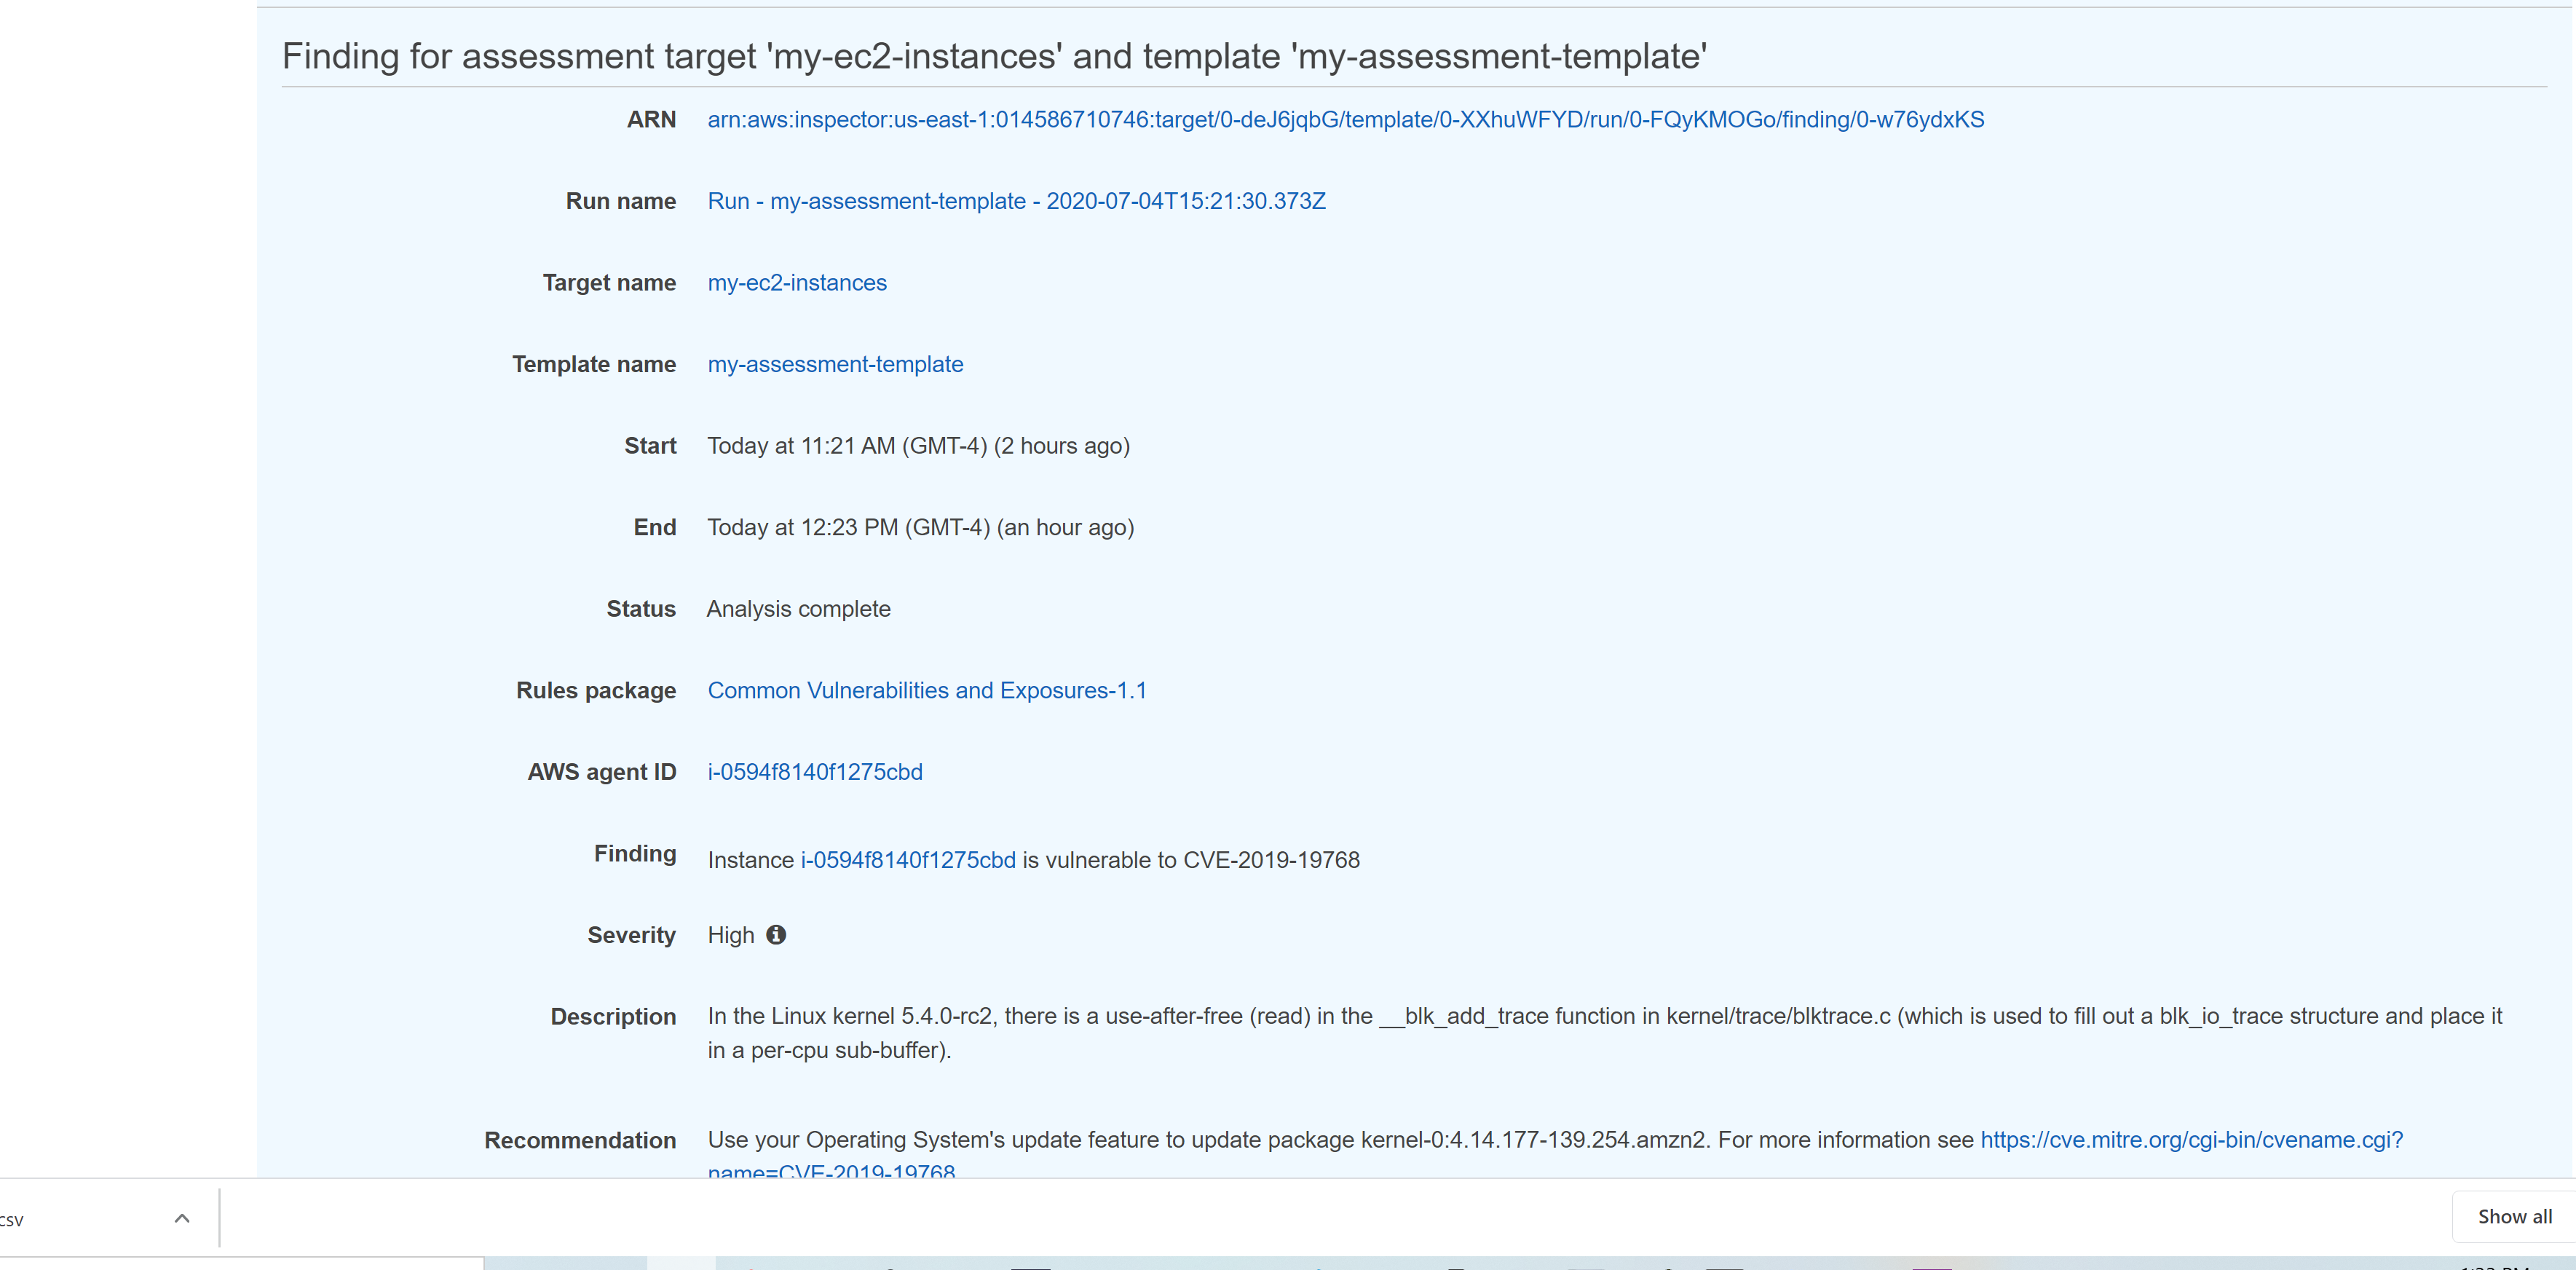 Finding for assessment target 'my-ec2-instances' and template 'my-assessment-template'
ARN arn:aws:inspector:us-east-1:014586710746:target/0-deJ6jqbG/template/0-XXhuWFYD/run/0-FQyKMOGo/finding/0-w76ydxKS
Run name Run - my-assessment-template - 2020-07-04T15:21:30.373Z
Target name my-ec2-instances
Template name my-assessment-template
Start Today at 11:21 AM (GMT-4) (2 hours ago)
End Today at 12:23 PM (GMT-4) (an hour ago)
Status Analysis complete
Rules package Common Vulnerabilities and Exposures-1.1
AWS agent ID i-0594f8140f1275cbd
Finding Instance i-0594f8140f1275cbd is vulnerable to CVE-2019-19768
Severity High
Description In the Linux kernel 5.4.0-rc2, there is a use-after-free (read) in the __blk_add_trace function in kernel/trace/blktrace.c (which is used to fill out a blk_io_trace structure and place it
in a per-cpu sub-buffer).
Recommendation Use your Operating System's update feature to update package kernel-0:4.14.177-139.254.amzn2. For more information see https://cve.mitre.org/cgi-bin/cvename.cgi?
name=CVE-2019-19768
csv
Show all